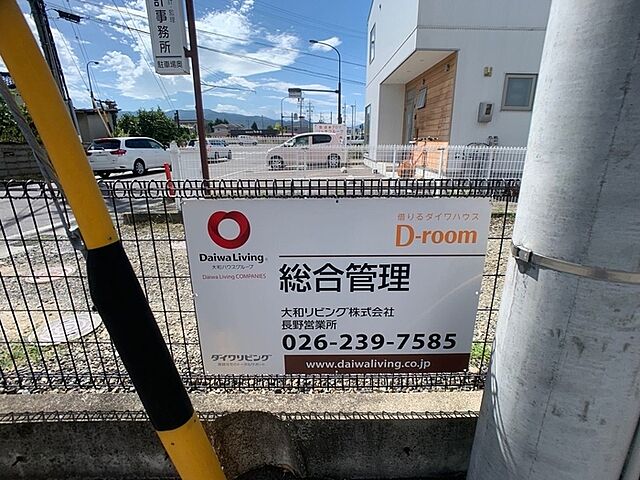 計事務所
駐車場奥
Daiwa Living®
大和ハウスグループ
Daiwa Living COMPANIES
借りるダイワハウス
D-room
総合管理
大和リビング株式会社
長野営業所
026-239-7585
ダイワリビング
www.daiwaliving.co.jp